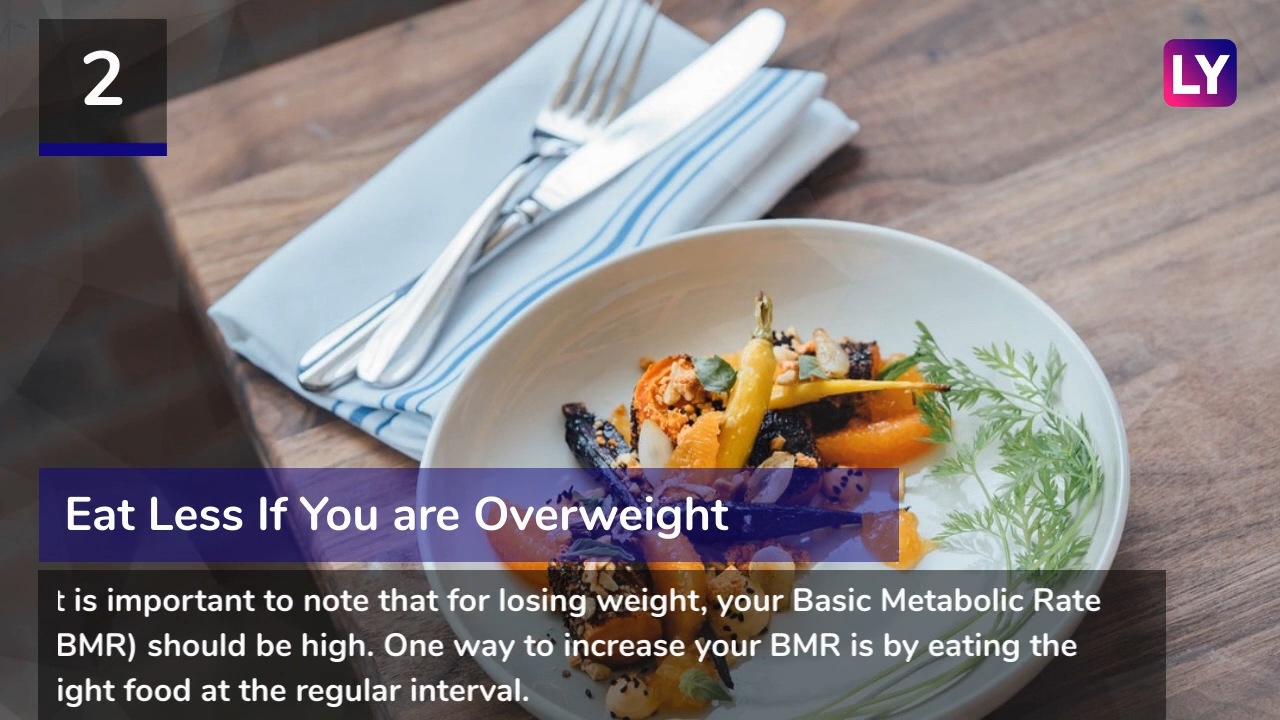 2
LY
Eat Less If You are Overweight
t is important to note that for losing weight, your Basic Metabolic Rate
BMR) should be high. One way to increase your BMR is by eating the
ight food at the regular interval.